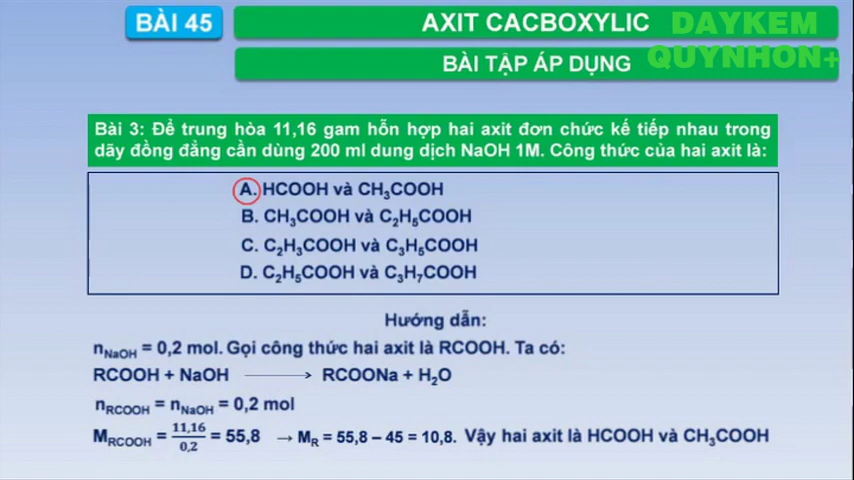 BÀI 45
AXIT CACBOXYLIC
DAYKEM
QUYNHON+
BÀI TẬP ÁP DỤNG
Bài 3: Để trung hòa 11,16 gam hỗn hợp hai axit đơn chức kế tiếp nhau trong
dãy đồng đẳng cần dùng 200 ml dung dịch NaOH 1M. Công thức của hai axit là:
A. HCOOH và CH₃COOH
B. CH₃COOH và C₂H₅COOH
C. C₂H₃COOH và C₃H₅COOH
D. C₂H₅COOH và C₃H₇COOH
Hướng dẫn:
n_NaOH = 0,2 mol. Gọi công thức hai axit là RCOOH. Ta có:
RCOOH + NaOH → RCOONa + H₂O
n_RCOOH = n_NaOH = 0,2 mol
M_RCOOH = 11,16/0,2 = 55,8 → M_R = 55,8 – 45 = 10,8. Vậy hai axit là HCOOH và CH₃COOH